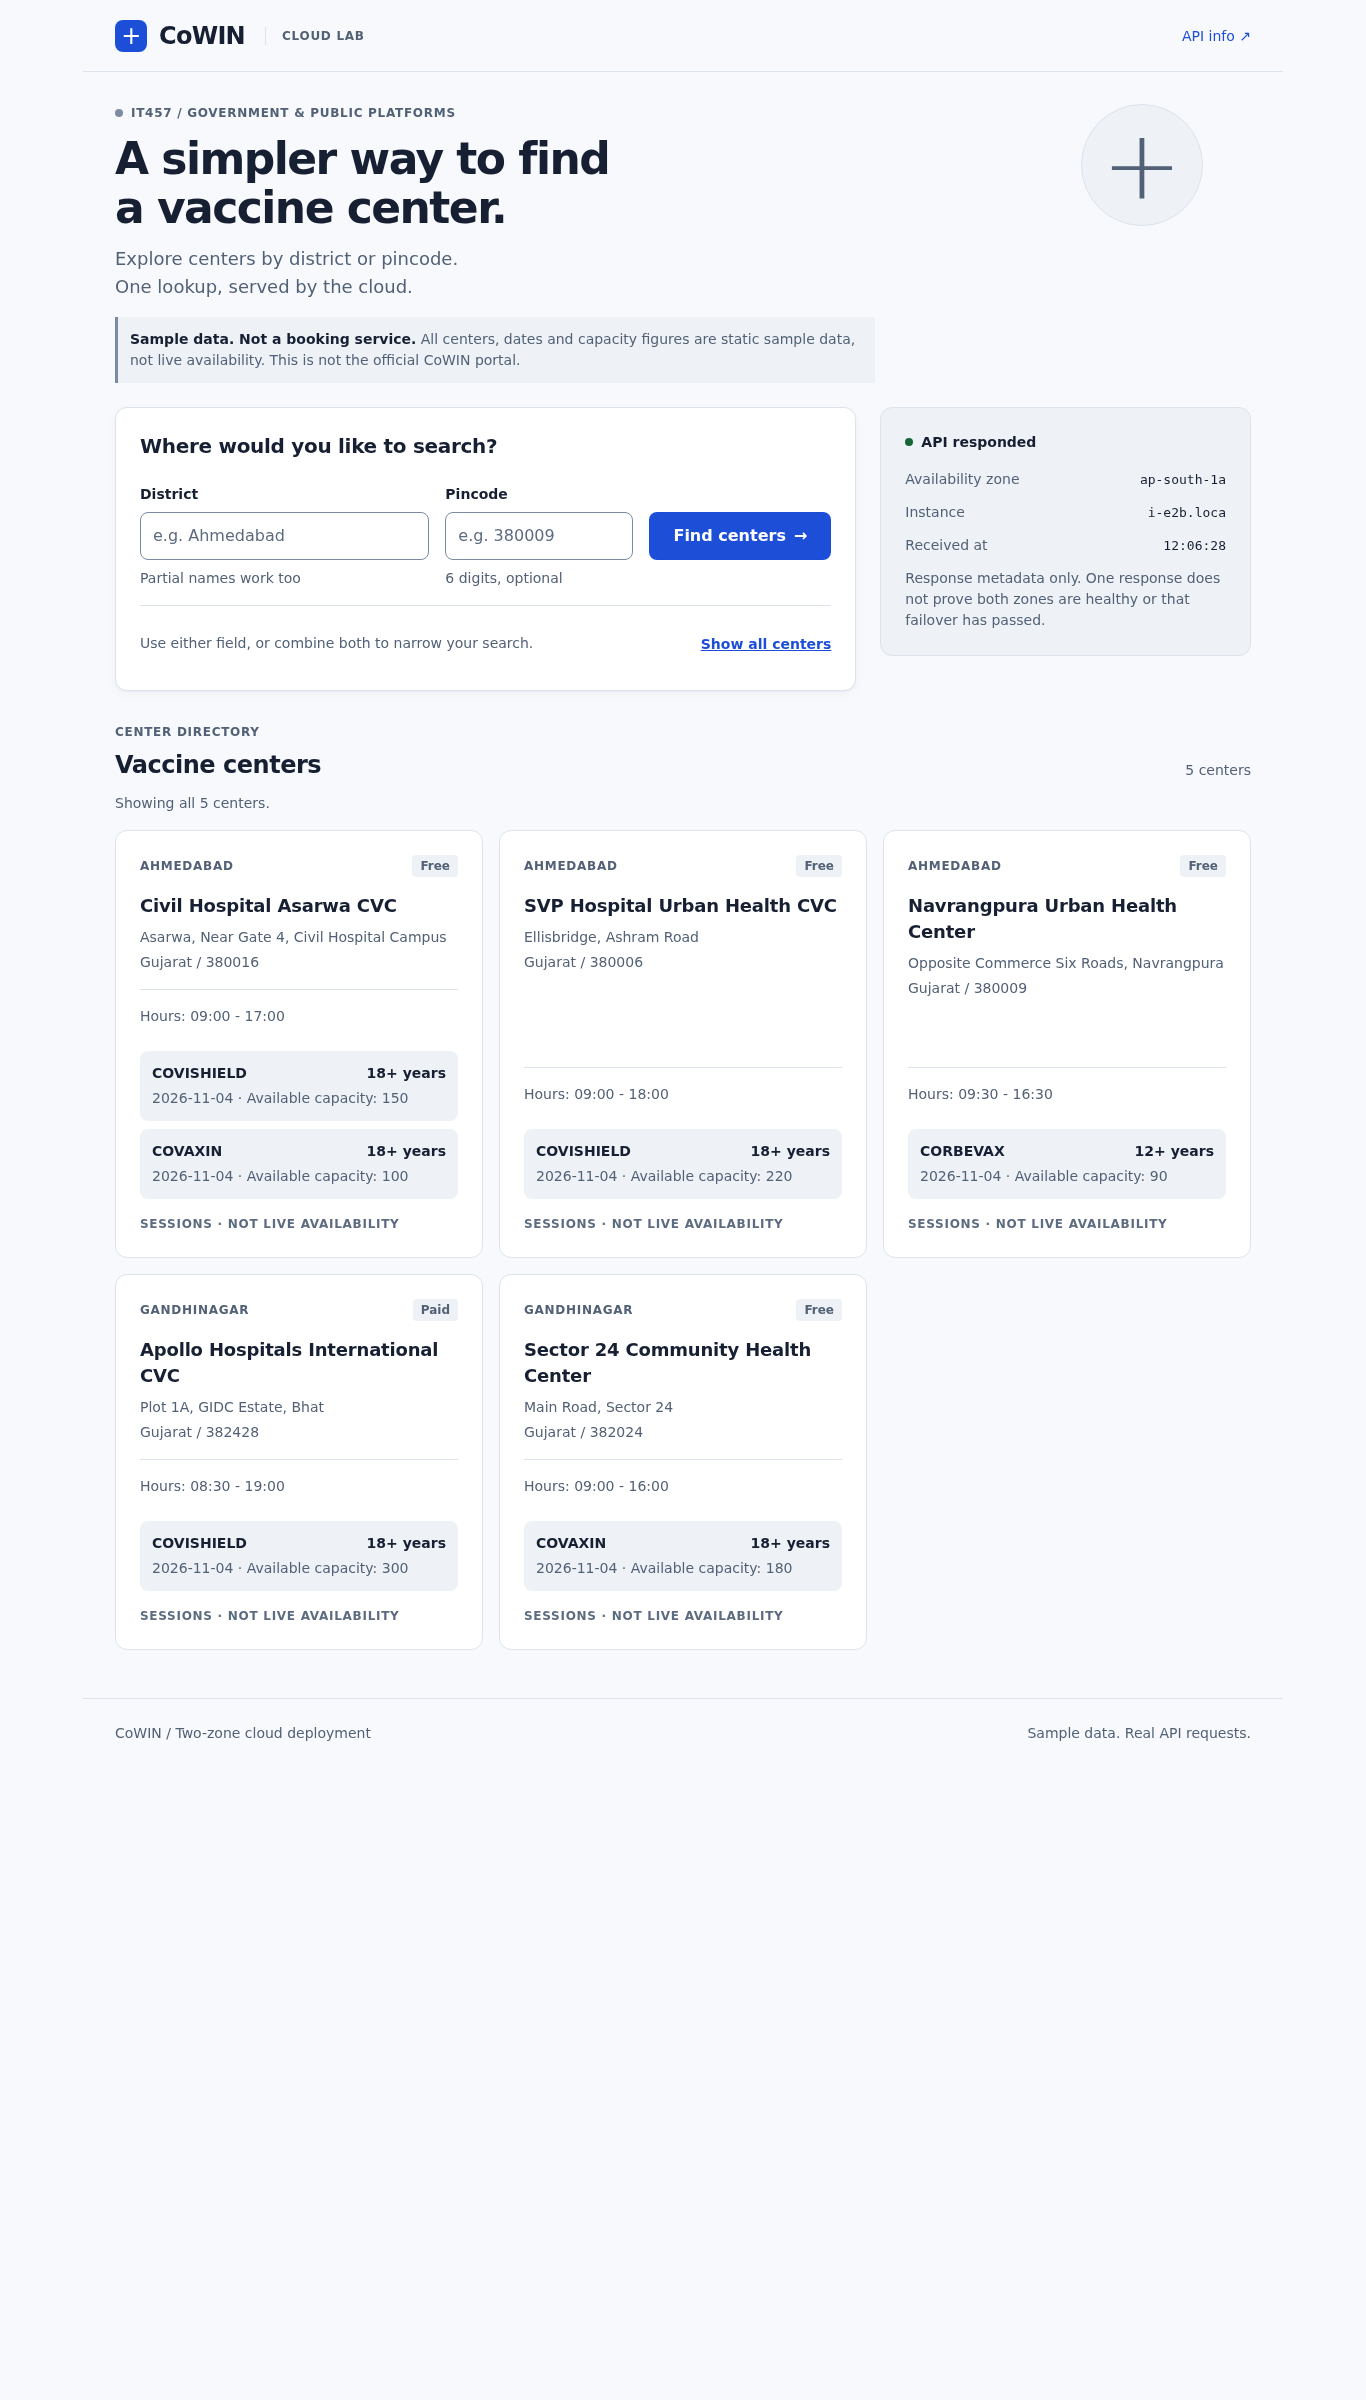 CoWIN
CLOUD LAB
API info ↗
IT457 / GOVERNMENT & PUBLIC PLATFORMS
A simpler way to find
a vaccine center.
Explore centers by district or pincode.
One lookup, served by the cloud.
Sample data. Not a booking service. All centers, dates and capacity figures are static sample data,
not live availability. This is not the official CoWIN portal.
Where would you like to search?
District
Pincode
e.g. Ahmedabad
e.g. 380009
Find centers →
Partial names work too
6 digits, optional
Use either field, or combine both to narrow your search.
Show all centers
API responded
Availability zone ap-south-1a
Instance i-e2b.loca
Received at 12:06:28
Response metadata only. One response does
not prove both zones are healthy or that
failover has passed.
CENTER DIRECTORY
Vaccine centers
5 centers
Showing all 5 centers.
AHMEDABAD Free
Civil Hospital Asarwa CVC
Asarwa, Near Gate 4, Civil Hospital Campus
Gujarat / 380016
Hours: 09:00 - 17:00
COVISHIELD 18+ years
2026-11-04 · Available capacity: 150
COVAXIN 18+ years
2026-11-04 · Available capacity: 100
SESSIONS · NOT LIVE AVAILABILITY
AHMEDABAD Free
SVP Hospital Urban Health CVC
Ellisbridge, Ashram Road
Gujarat / 380006
Hours: 09:00 - 18:00
COVISHIELD 18+ years
2026-11-04 · Available capacity: 220
SESSIONS · NOT LIVE AVAILABILITY
AHMEDABAD Free
Navrangpura Urban Health
Center
Opposite Commerce Six Roads, Navrangpura
Gujarat / 380009
Hours: 09:30 - 16:30
CORBEVAX 12+ years
2026-11-04 · Available capacity: 90
SESSIONS · NOT LIVE AVAILABILITY
GANDHINAGAR Paid
Apollo Hospitals International
CVC
Plot 1A, GIDC Estate, Bhat
Gujarat / 382428
Hours: 08:30 - 19:00
COVISHIELD 18+ years
2026-11-04 · Available capacity: 300
SESSIONS · NOT LIVE AVAILABILITY
GANDHINAGAR Free
Sector 24 Community Health
Center
Main Road, Sector 24
Gujarat / 382024
Hours: 09:00 - 16:00
COVAXIN 18+ years
2026-11-04 · Available capacity: 180
SESSIONS · NOT LIVE AVAILABILITY
CoWIN / Two-zone cloud deployment
Sample data. Real API requests.